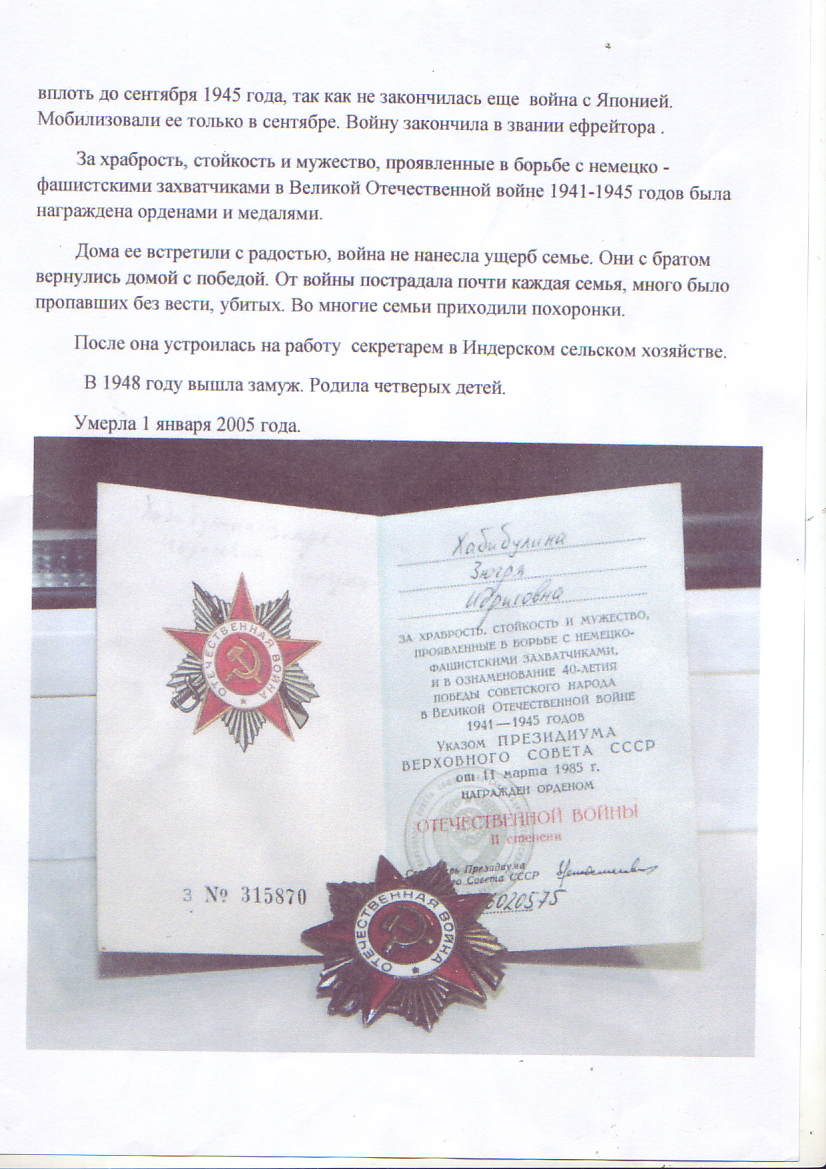 вплоть до сентября 1945 года, так как не закончилась еще война с Японией.
Мобилизовали ее только в сентябре. Войну закончила в звании ефрейтора .
За храбрость, стойкость и мужество, проявленные в борьбе с немецко -
фашистскими захватчиками в Великой Отечественной войне 1941-1945 годов была
награждена орденами и медалями.
Дома ее встретили с радостью, война не нанесла ущерб семье. Они с братом
вернулись домой с победой. От войны пострадала почти каждая семья, много было
пропавших без вести, убитых. Во многие семьи приходили похоронки.
После она устроилась на работу секретарем в Индерском сельском хозяйстве.
В 1948 году вышла замуж. Родила четверых детей.
Умерла 1 января 2005 года.
ОТЕЧЕСТВЕННАЯ ВОЙНА
З № 315870
Хабибулина
Зюгря
Идрисовна
ЗА ХРАБРОСТЬ, СТОЙКОСТЬ И МУЖЕСТВО,
ПРОЯВЛЕННЫЕ В БОРЬБЕ С НЕМЕЦКО-
ФАШИСТСКИМИ ЗАХВАТЧИКАМИ,
И В ОЗНАМЕНОВАНИЕ 40-ЛЕТИЯ
ПОБЕДЫ СОВЕТСКОГО НАРОДА
В ВЕЛИКОЙ ОТЕЧЕСТВЕННОЙ ВОЙНЕ
1941—1945 ГОДОВ
УКАЗОМ ПРЕЗИДИУМА
ВЕРХОВНОГО СОВЕТА СССР
от 11 марта 1985 г.
НАГРАЖДЕН ОРДЕНОМ
ОТЕЧЕСТВЕННОЙ ВОЙНЫ
II степени
Президиума
Совета СССР
6020575
ОТЕЧЕСТВЕННАЯ ВОЙНА